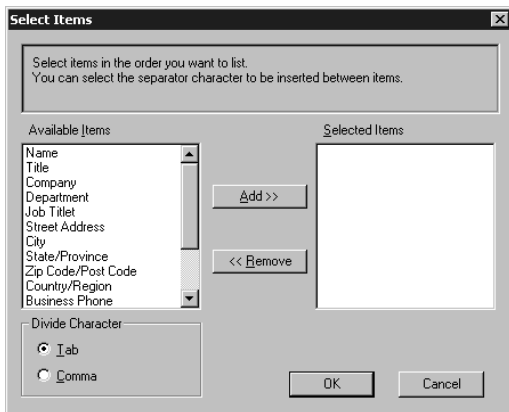 Select Items
Select items in the order you want to list.
You can select the separator character to be inserted between items.
Available Items
Selected Items
Name
Title
Company
Department
Job Titlet
Street Address
City
State/Province
Zip Code/Post Code
Country/Region
Business Phone
Add >>
<< Remove
Divide Character
Tab
Comma
OK
Cancel